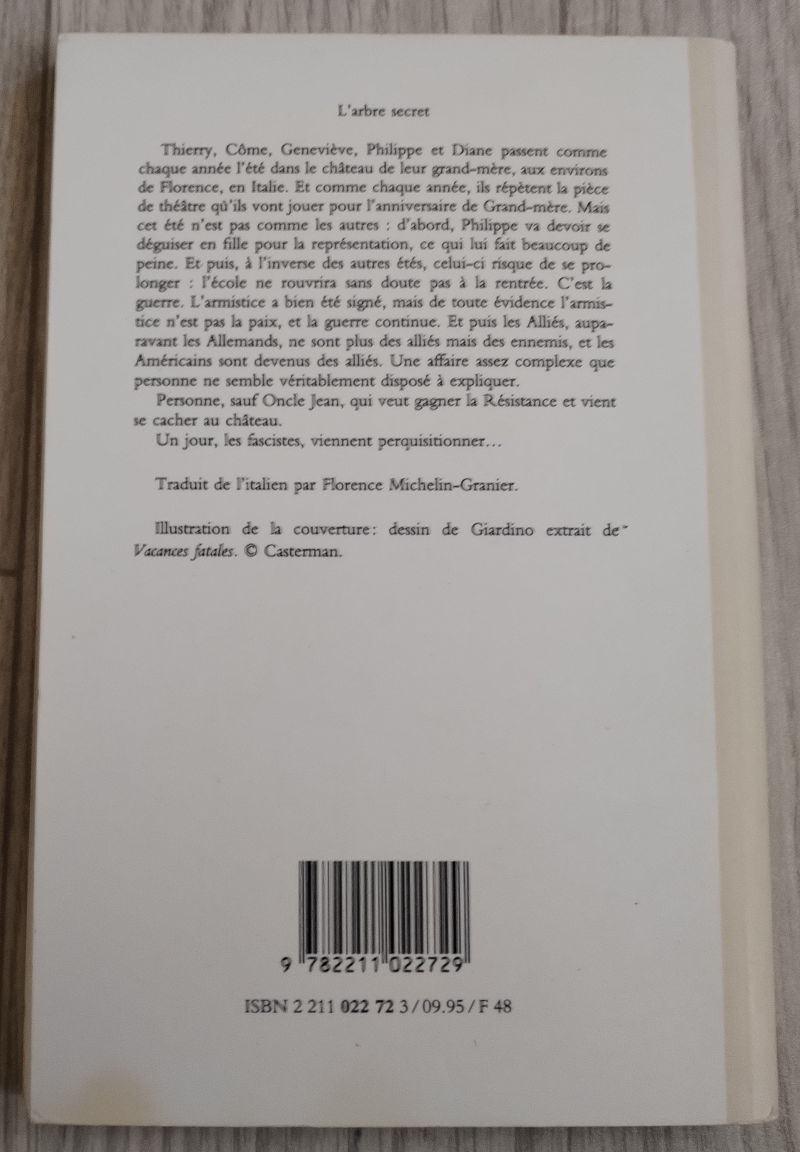 L'arbre secret
Thierry, Côme, Geneviève, Philippe et Diane passent comme
chaque année l'été dans le château de leur grand-mère, aux environs
de Florence, en Italie. Et comme chaque année, ils répètent la pièce
de théâtre qu'ils vont jouer pour l'anniversaire de Grand-mère. Mais
cet été n'est pas comme les autres : d'abord, Philippe va devoir se
déguiser en fille pour la représentation, ce qui lui fait beaucoup de
peine. Et puis, à l'inverse des autres étés, celui-ci risque de se pro-
longer : l'école ne rouvrira sans doute pas à la rentrée. C'est la
guerre. L'armistice a bien été signé, mais de toute évidence l'armis-
tice n'est pas la paix, et la guerre continue. Et puis les Alliés, aupa-
ravant les Allemands, ne sont plus des alliés mais des ennemis, et les
Américains sont devenus des alliés. Une affaire assez complexe que
personne ne semble véritablement disposé à expliquer.
Personne, sauf Oncle Jean, qui veut gagner la Résistance et vient
se cacher au château.
Un jour, les fascistes, viennent perquisitionner...
Traduit de l'italien par Florence Michelin-Granier.
Illustration de la couverture : dessin de Giardino extrait de
Vacances fatales. © Casterman.
9 782211 022729
ISBN 2 211 022 72 3 / 09.95 / F 48